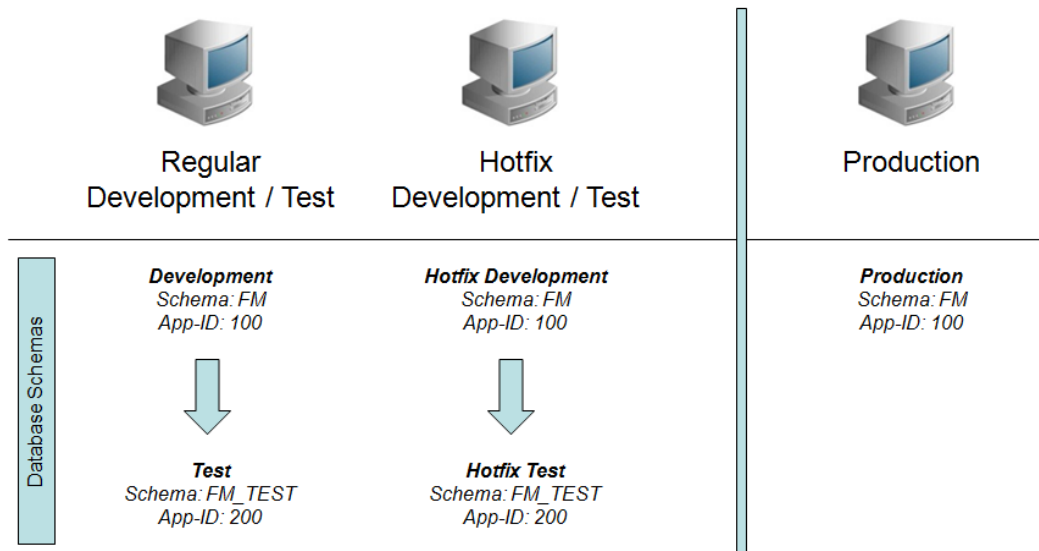 Regular
Development / Test
Hotfix
Development / Test
Production
Database Schemas
Development
Schema: FM
App-ID: 100
Hotfix Development
Schema: FM
App-ID: 100
Production
Schema: FM
App-ID: 100
Test
Schema: FM_TEST
App-ID: 200
Hotfix Test
Schema: FM_TEST
App-ID: 200